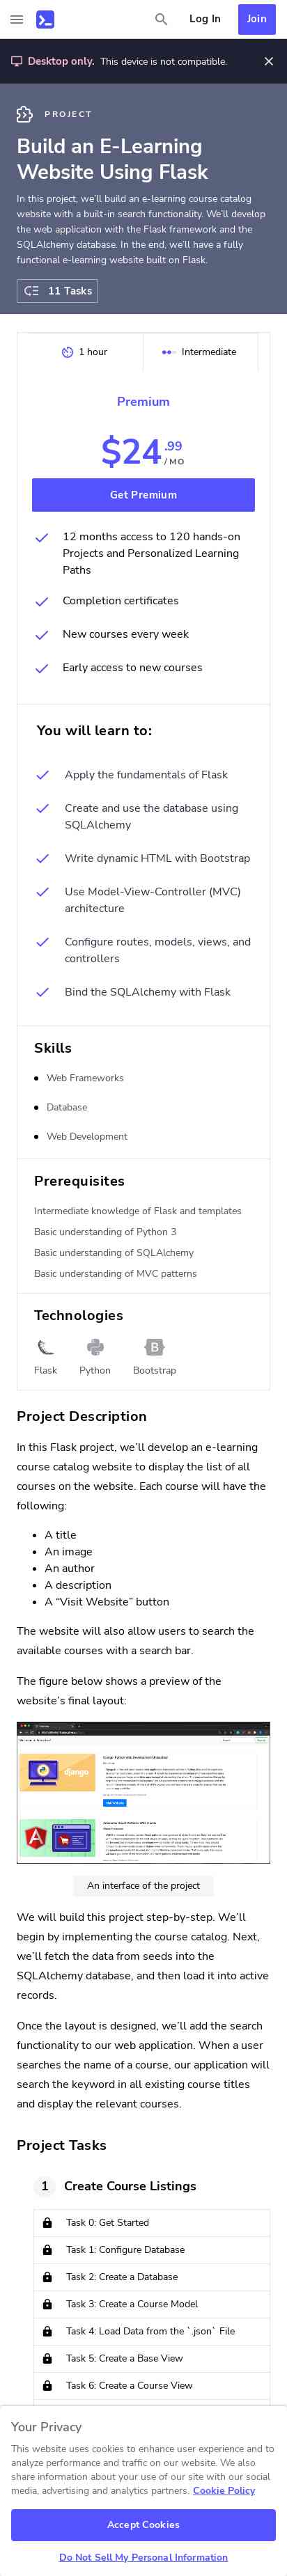 Log In
Join
Desktop only. This device is not compatible.
PROJECT
Build an E-Learning
Website Using Flask
In this project, we’ll build an e-learning course catalog
website with a built-in search functionality. We’ll develop
the web application with the Flask framework and the
SQLAlchemy database. In the end, we’ll have a fully
functional e-learning website built on Flask.
11 Tasks
1 hour
Intermediate
Premium
$24.99
/ MO
Get Premium
12 months access to 120 hands-on
Projects and Personalized Learning
Paths
Completion certificates
New courses every week
Early access to new courses
You will learn to:
Apply the fundamentals of Flask
Create and use the database using
SQLAlchemy
Write dynamic HTML with Bootstrap
Use Model-View-Controller (MVC)
architecture
Configure routes, models, views, and
controllers
Bind the SQLAlchemy with Flask
Skills
Web Frameworks
Database
Web Development
Prerequisites
Intermediate knowledge of Flask and templates
Basic understanding of Python 3
Basic understanding of SQLAlchemy
Basic understanding of MVC patterns
Technologies
B
Flask
Python
Bootstrap
Project Description
In this Flask project, we’ll develop an e-learning
course catalog website to display the list of all
courses on the website. Each course will have the
following:
A title
An image
An author
A description
A “Visit Website” button
The website will also allow users to search the
available courses with a search bar.
The figure below shows a preview of the
website’s final layout:
django
An interface of the project
We will build this project step-by-step. We’ll
begin by implementing the course catalog. Next,
we’ll fetch the data from seeds into the
SQLAlchemy database, and then load it into active
records.
Once the layout is designed, we’ll add the search
functionality to our web application. When a user
searches the name of a course, our application will
search the keyword in all existing course titles
and display the relevant courses.
Project Tasks
1
Create Course Listings
Task 0: Get Started
Task 1: Configure Database
Task 2: Create a Database
Task 3: Create a Course Model
Task 4: Load Data from the `.json` File
Task 5: Create a Base View
Task 6: Create a Course View
Your Privacy
This website uses cookies to enhance user experience and to
analyze performance and traffic on our website. We also
share information about your use of our site with our social
media, advertising and analytics partners. Cookie Policy
Accept Cookies
Do Not Sell My Personal Information